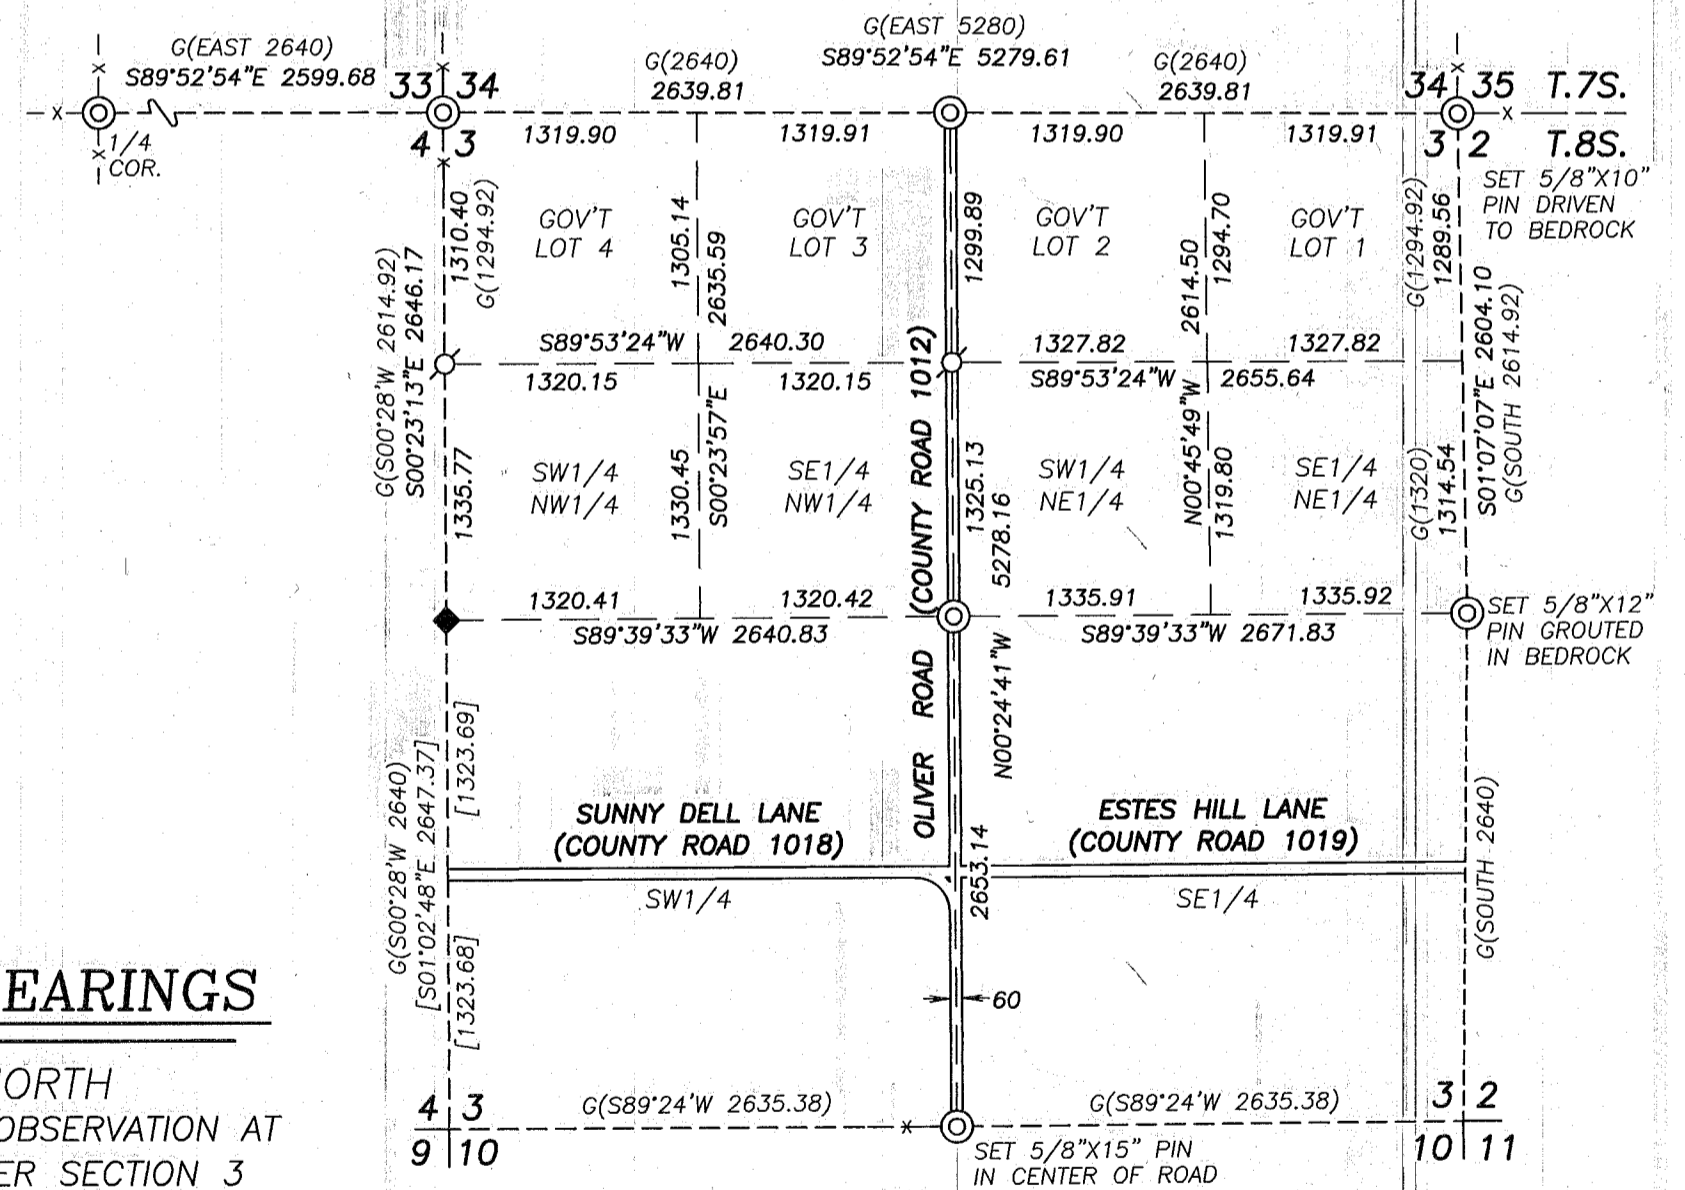 G(EAST 5280)
S89°52'54"E 5279.61
G(EAST 2640)
S89°52'54"E 2599.68
G(2640)
2639.81
G(2640)
2639.81
33 34
34 35 T.7S.
4 3
3 2 T.8S.
1/4
COR.
1319.90
1319.91
1319.90
1319.91
SET 5/8"X10"
PIN DRIVEN
TO BEDROCK
G(S00°28'W 2614.92)
S00°23'13"E 2646.17
1310.40
G(1294.92)
GOV'T
LOT 4
1305.14
2635.59
GOV'T
LOT 3
1299.89
GOV'T
LOT 2
2614.50
1294.70
GOV'T
LOT 1
G(1294.92)
1289.56
S01°07'07"E 2604.10
G(SOUTH 2614.92)
S89°53'24"W 2640.30
1320.15
1320.15
1327.82
1327.82
S89°53'24"W 2655.64
1335.77
SW1/4
NW1/4
1330.45
S00°23'57"E
SE1/4
NW1/4
OLIVER ROAD (COUNTY ROAD 1012)
1325.13
5278.16
SW1/4
NE1/4
N00°45'49"W
1319.80
SE1/4
NE1/4
G(1320)
1314.54
1320.41
1320.42
S89°39'33"W 2640.83
1335.91
1335.92
S89°39'33"W 2671.83
SET 5/8"X12"
PIN GROUTED
IN BEDROCK
N00°24'41"W
G(S00°28'W 2640)
[S01°02'48"E 2647.37]
[1323.69]
SUNNY DELL LANE
(COUNTY ROAD 1018)
ESTES HILL LANE
(COUNTY ROAD 1019)
2653.14
G(SOUTH 2640)
SW1/4
SE1/4
[1323.68]
60
EARINGS
ORTH
OBSERVATION AT
ER SECTION 3
4 3
G(S89°24'W 2635.38)
G(S89°24'W 2635.38)
3 2
9 10
10 11
SET 5/8"X15" PIN
IN CENTER OF ROAD